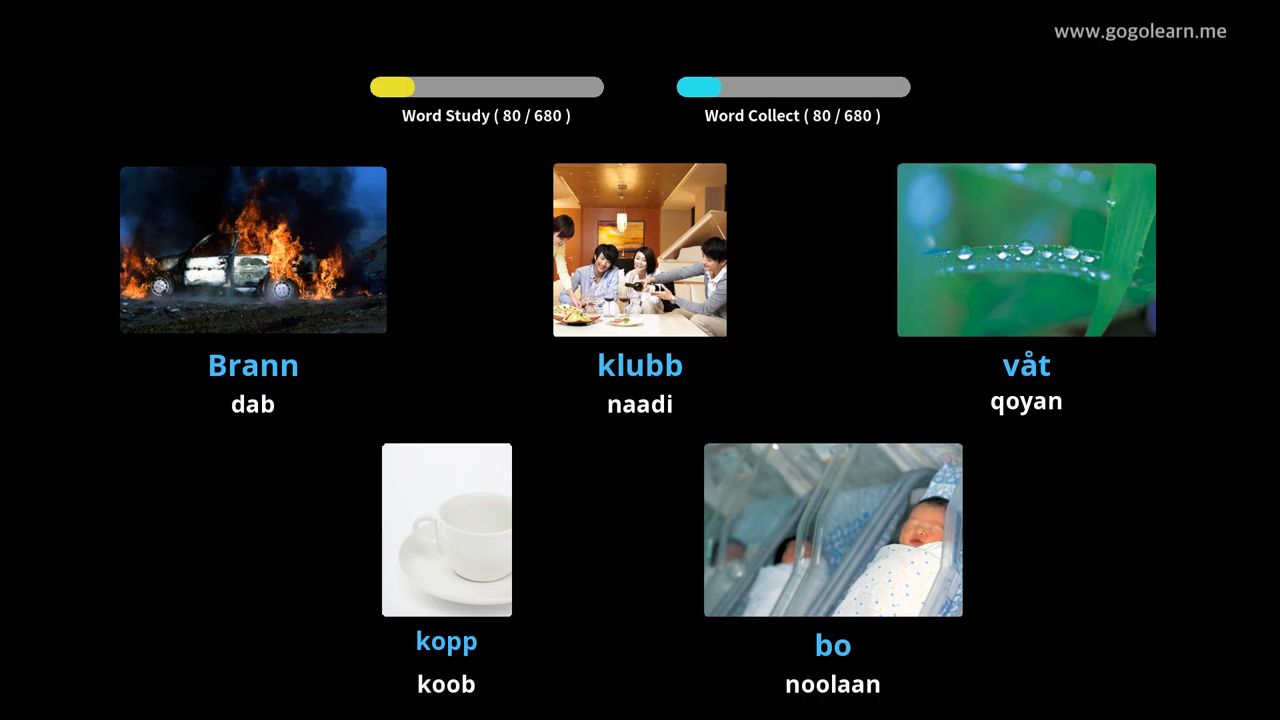 www.gogolearn.me
Word Study ( 80 / 680 )
Word Collect ( 80 / 680 )
Brann
dab
klubb
naadi
våt
qoyan
kopp
koob
bo
noolaan